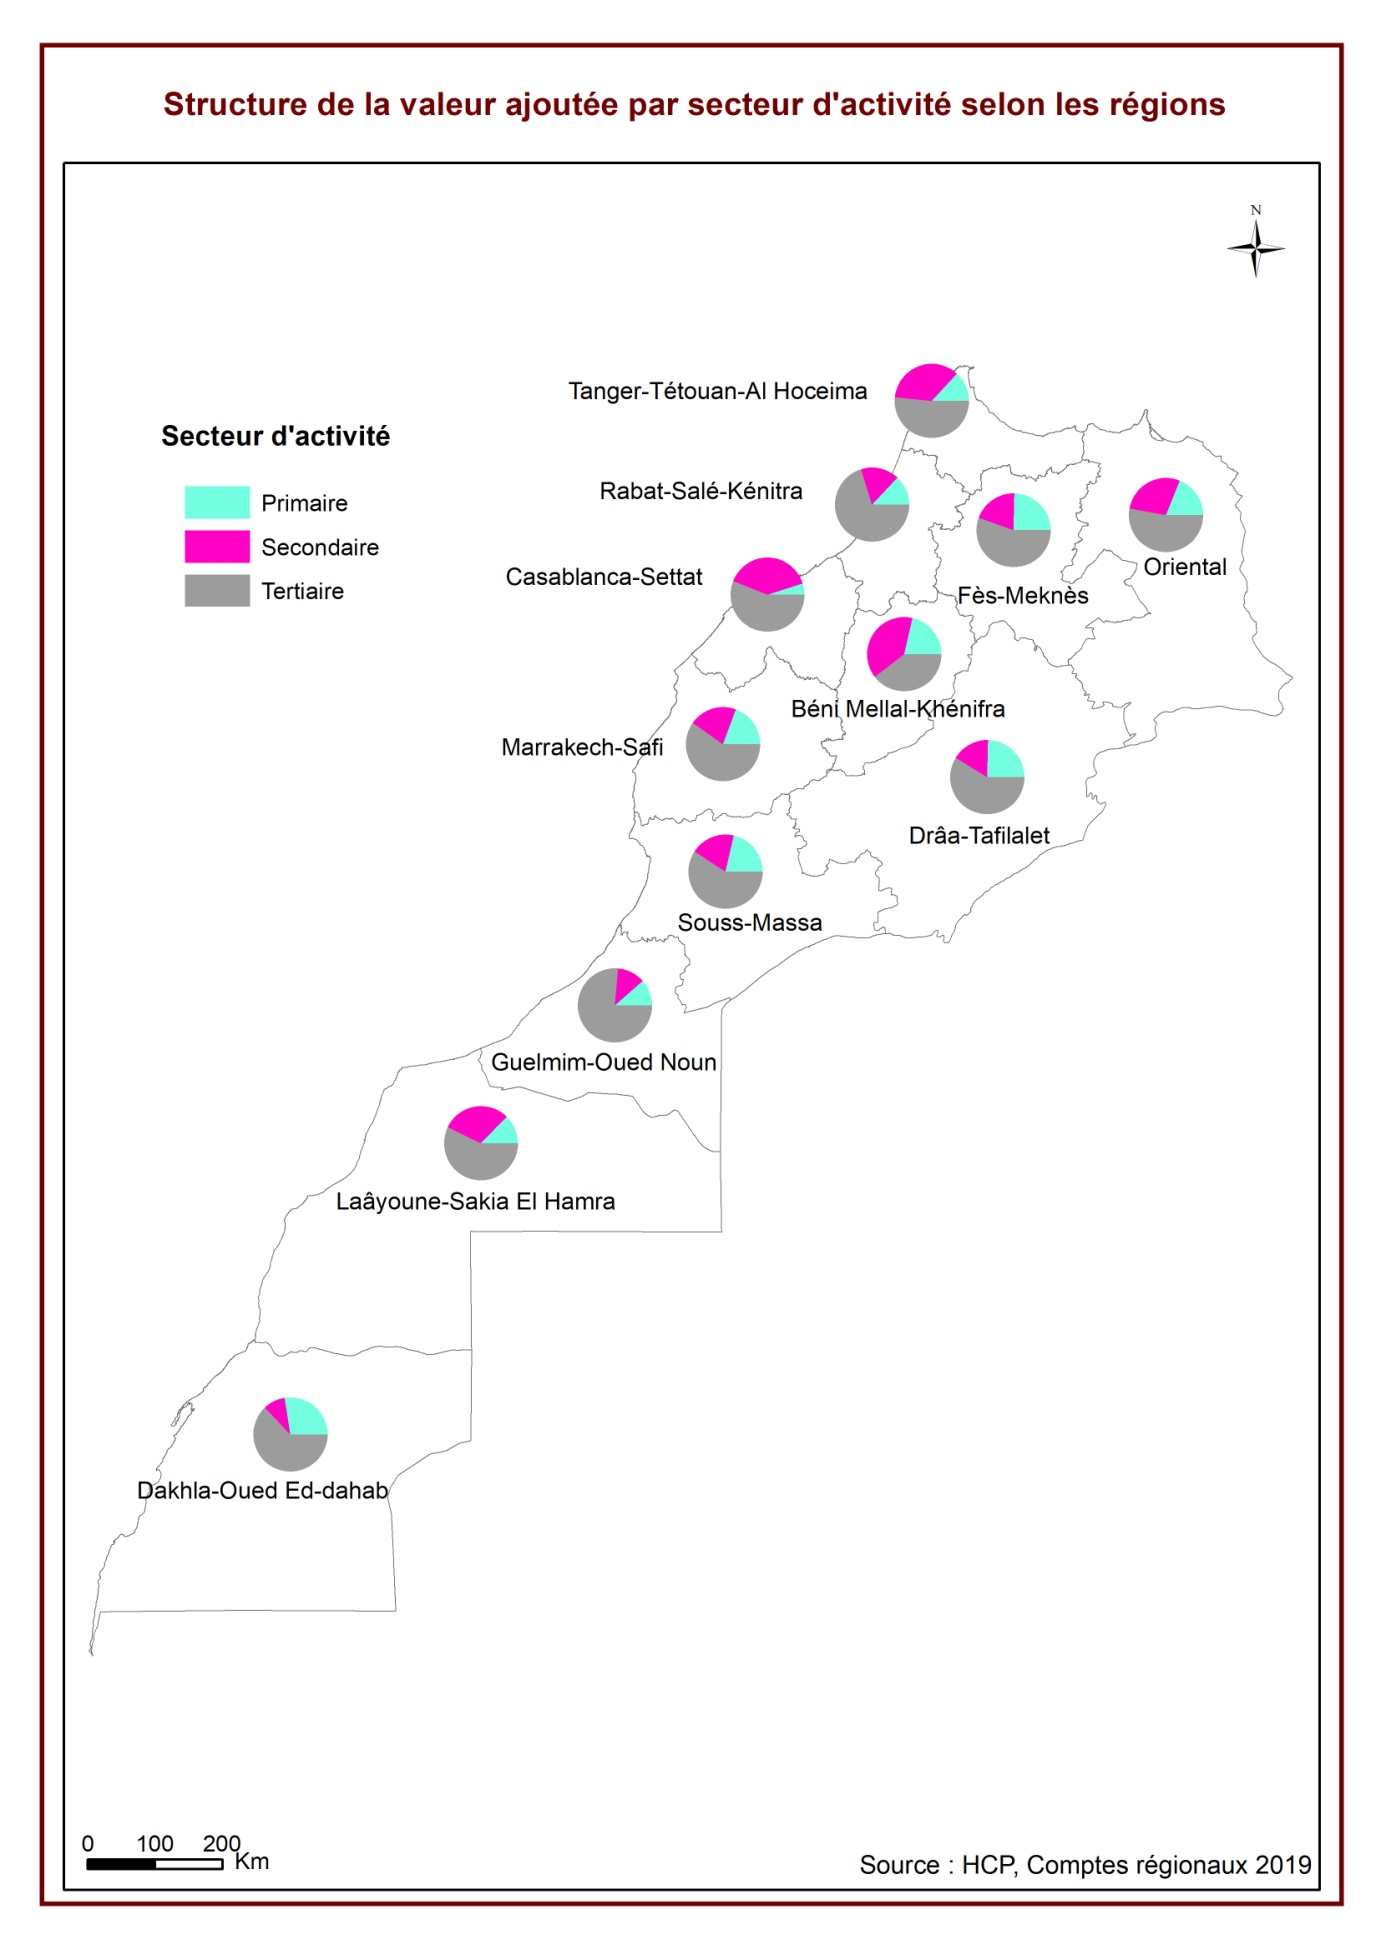 Structure de la valeur ajoutée par secteur d'activité selon les régions
N
Tanger-Tétouan-Al Hoceima
Secteur d'activité
Primaire
Secondaire
Tertiaire
Rabat-Salé-Kénitra
Oriental
Casablanca-Settat
Fès-Meknès
Béni Mellal-Khénifra
Marrakech-Safi
Drâa-Tafilalet
Souss-Massa
Guelmim-Oued Noun
Laâyoune-Sakia El Hamra
Dakhla-Oued Ed-dahab
0 100 200
Km
Source : HCP, Comptes régionaux 2019